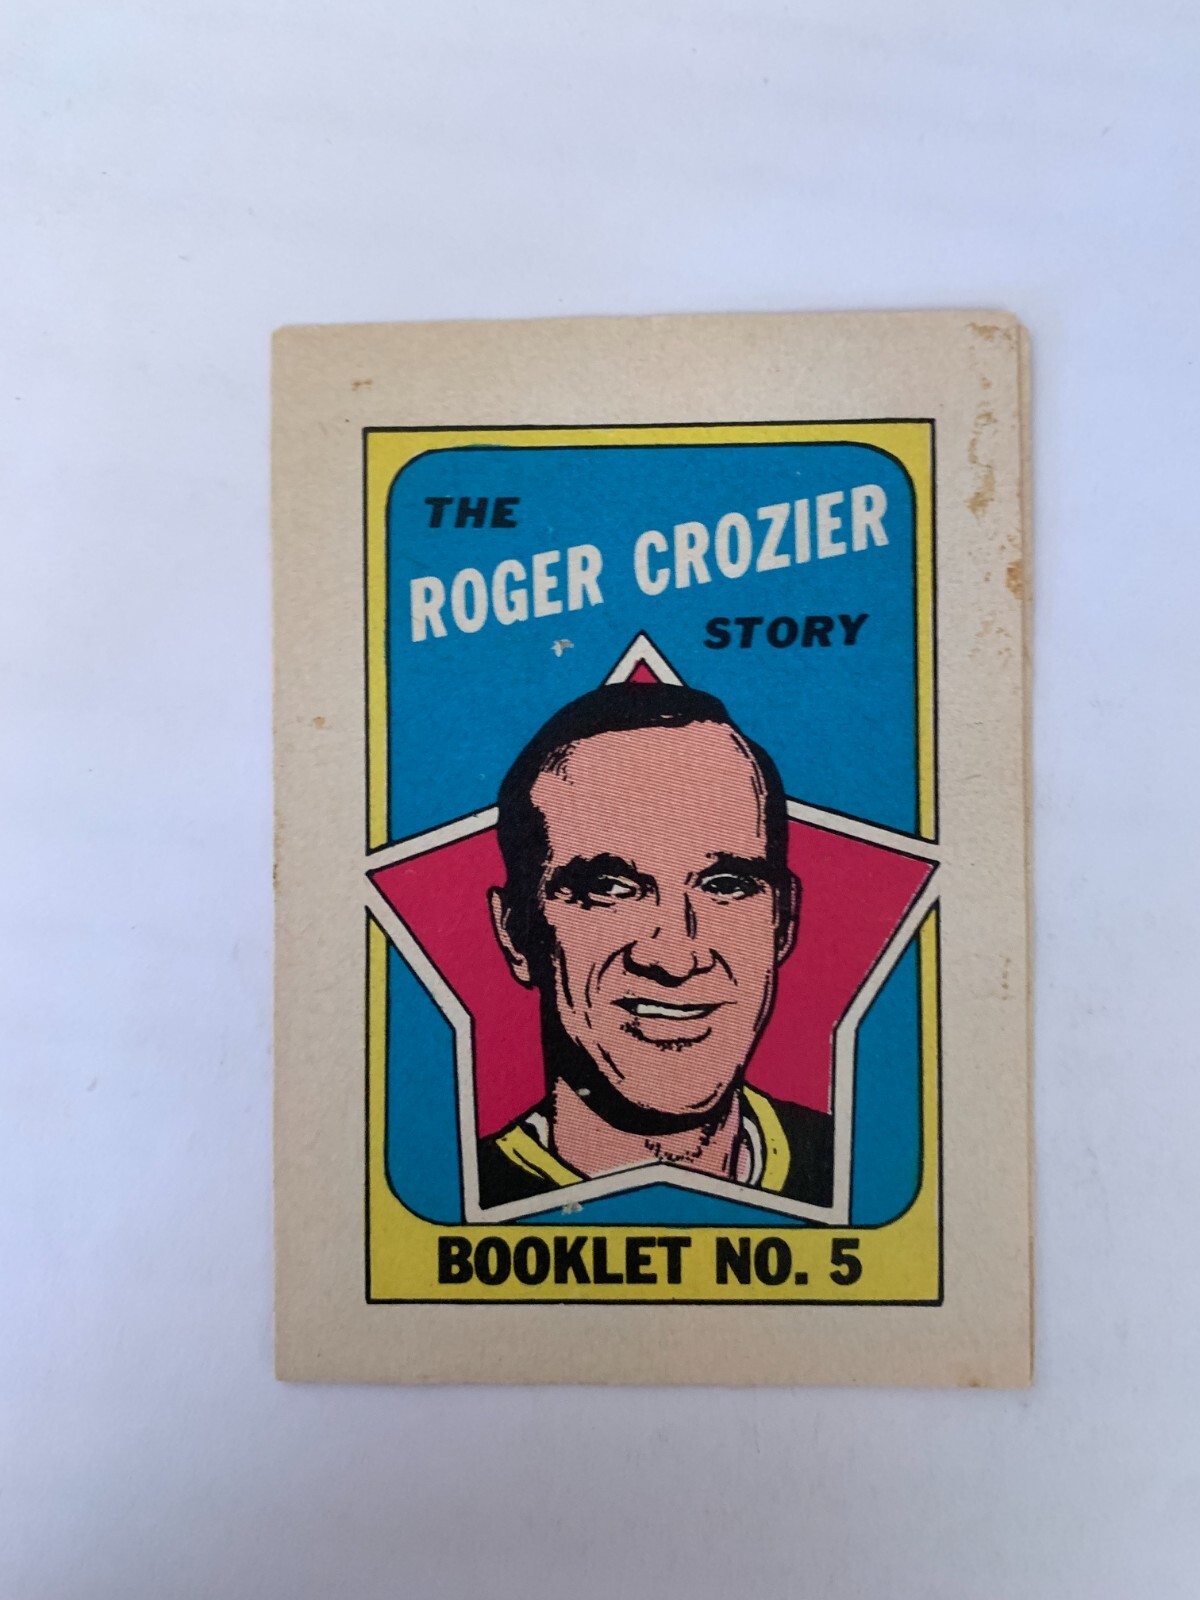 THE
ROGER CROZIER
STORY
BOOKLET NO. 5